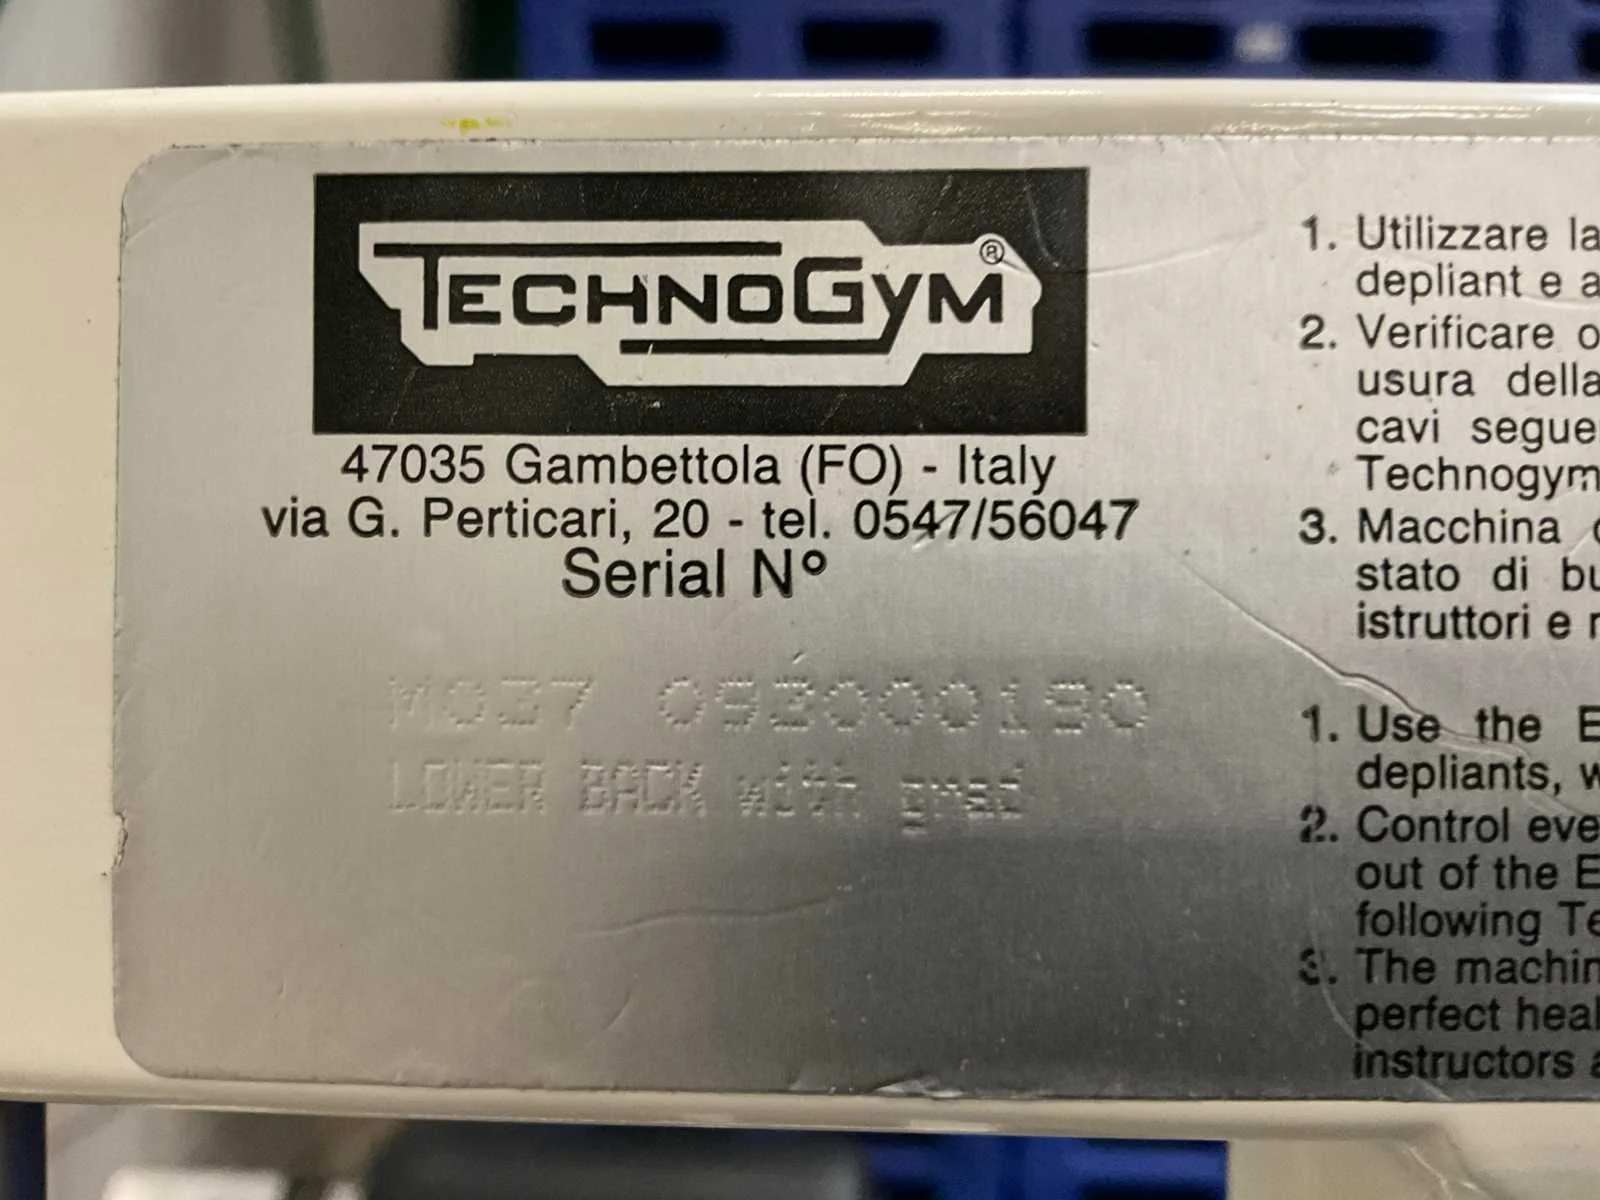 TECHNOGYM®
47035 Gambettola (FO) - Italy
via G. Perticari, 20 - tel. 0547/56047
Serial N°
M037 093000190
LOWER BACK with grad
1. Utilizzare la
depliant e a
2. Verificare o
usura della
cavi segue
Technogym
3. Macchina
stato di bu
istruttori e
1. Use the E
depliants, w
2. Control eve
out of the E
following Te
3. The machin
perfect heal
instructors a